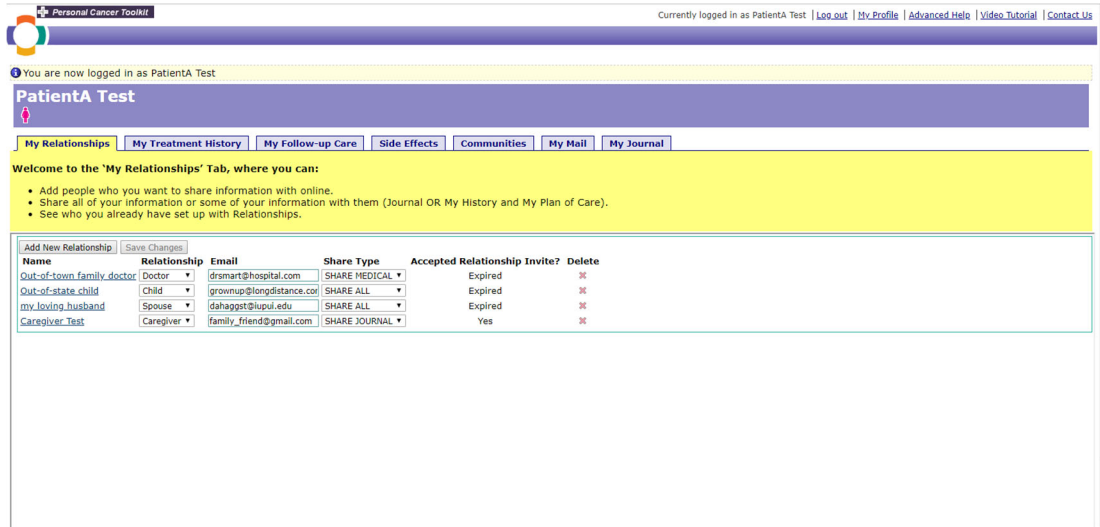 Personal Cancer Toolkit
Currently logged in as PatientA Test | Log out | My Profile | Advanced Help | Video Tutorial | Contact Us
You are now logged in as PatientA Test
PatientA Test
My Relationships My Treatment History My Follow-up Care Side Effects Communities My Mail My Journal
Welcome to the 'My Relationships' Tab, where you can:
• Add people who you want to share information with online.
• Share all of your information or some of your information with them (Journal OR My History and My Plan of Care).
• See who you already have set up with Relationships.
Add New Relationship Save Changes
Name Relationship Email Share Type Accepted Relationship Invite? Delete
Out-of-town family doctor Doctor drsmart@hospital.com SHARE MEDICAL Expired
Out-of-state child Child grownup@longdistance.cor SHARE ALL Expired
my loving husband Spouse dahaggst@iupui.edu SHARE ALL Expired
Caregiver Test Caregiver family_friend@gmail.com SHARE JOURNAL Yes